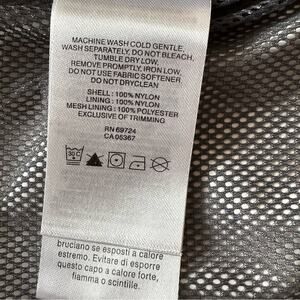 MACHINE WASH COLD GENTLE,
WASH SEPARATELY, DO NOT BLEACH,
TUMBLE DRY LOW,
REMOVE PROMPTLY, IRON LOW,
DO NOT USE FABRIC SOFTENER
DO NOT DRYCLEAN
SHELL : 100% NYLON
LINING : 100% NYLON
MESH LINING : 100% POLYESTER
EXCLUSIVE OF TRIMMING
RN 69724
CA 05367
30C
bruciano se esposti a calore
estremo. Evitare di esporre
questo capo a calore forte,
fiamma o scintille.